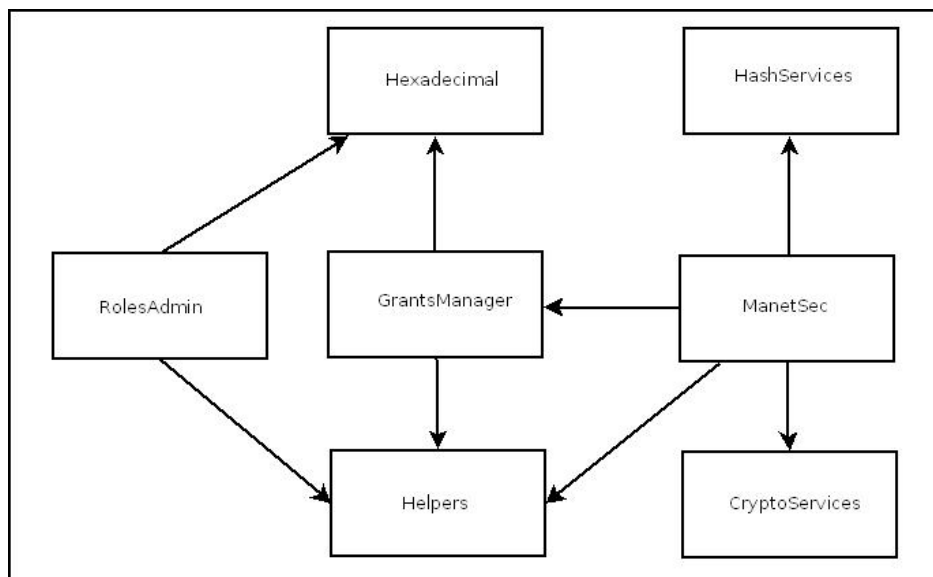 Hexadecimal
HashServices
RolesAdmin
GrantsManager
ManetSec
Helpers
CryptoServices